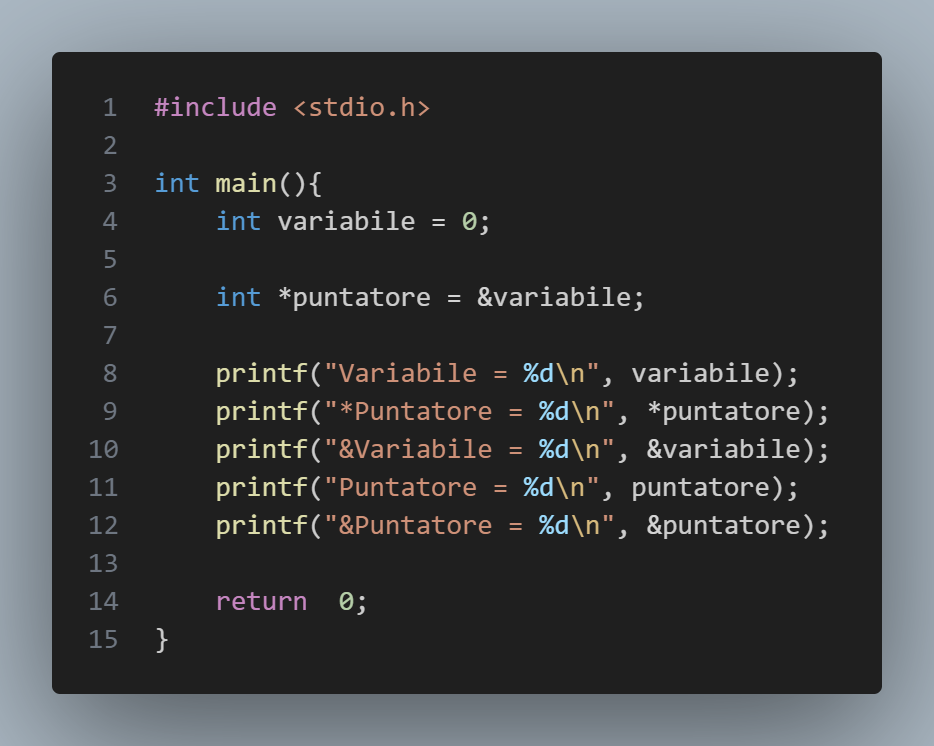 1 #include <stdio.h>
2
3 int main(){
4     int variabile = 0;
5
6     int *puntatore = &variabile;
7
8     printf("Variabile = %d\n", variabile);
9     printf("*Puntatore = %d\n", *puntatore);
10     printf("&Variabile = %d\n", &variabile);
11     printf("Puntatore = %d\n", puntatore);
12     printf("&Puntatore = %d\n", &puntatore);
13
14     return  0;
15 }